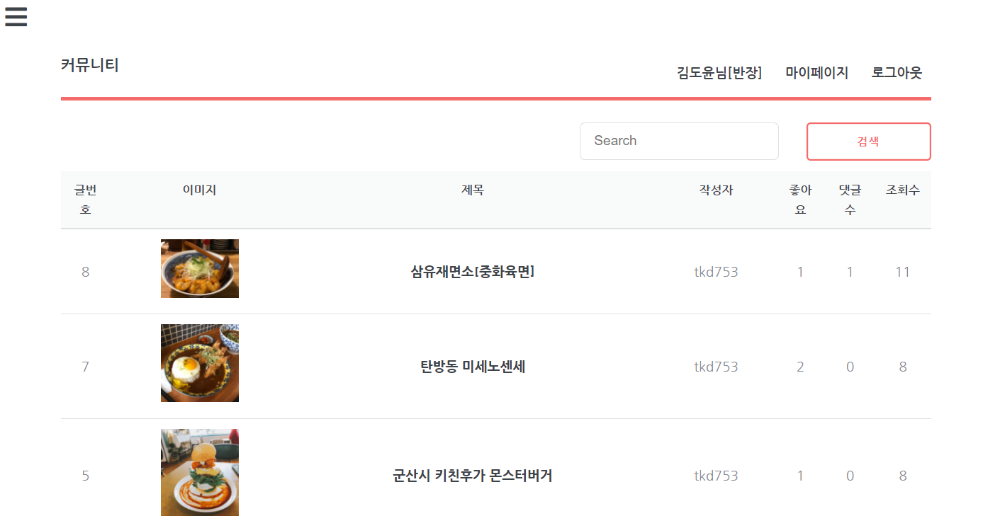 커뮤니티
김도윤님[반장] 마이페이지 로그아웃
Search 검색
글번호 이미지 제목 작성자 좋아요 댓글수 조회수
8 삼유재면소[중화육면] tkd753 1 1 11
7 탄방동 미세노센세 tkd753 2 0 8
5 군산시 키친후가 몬스터버거 tkd753 1 0 8